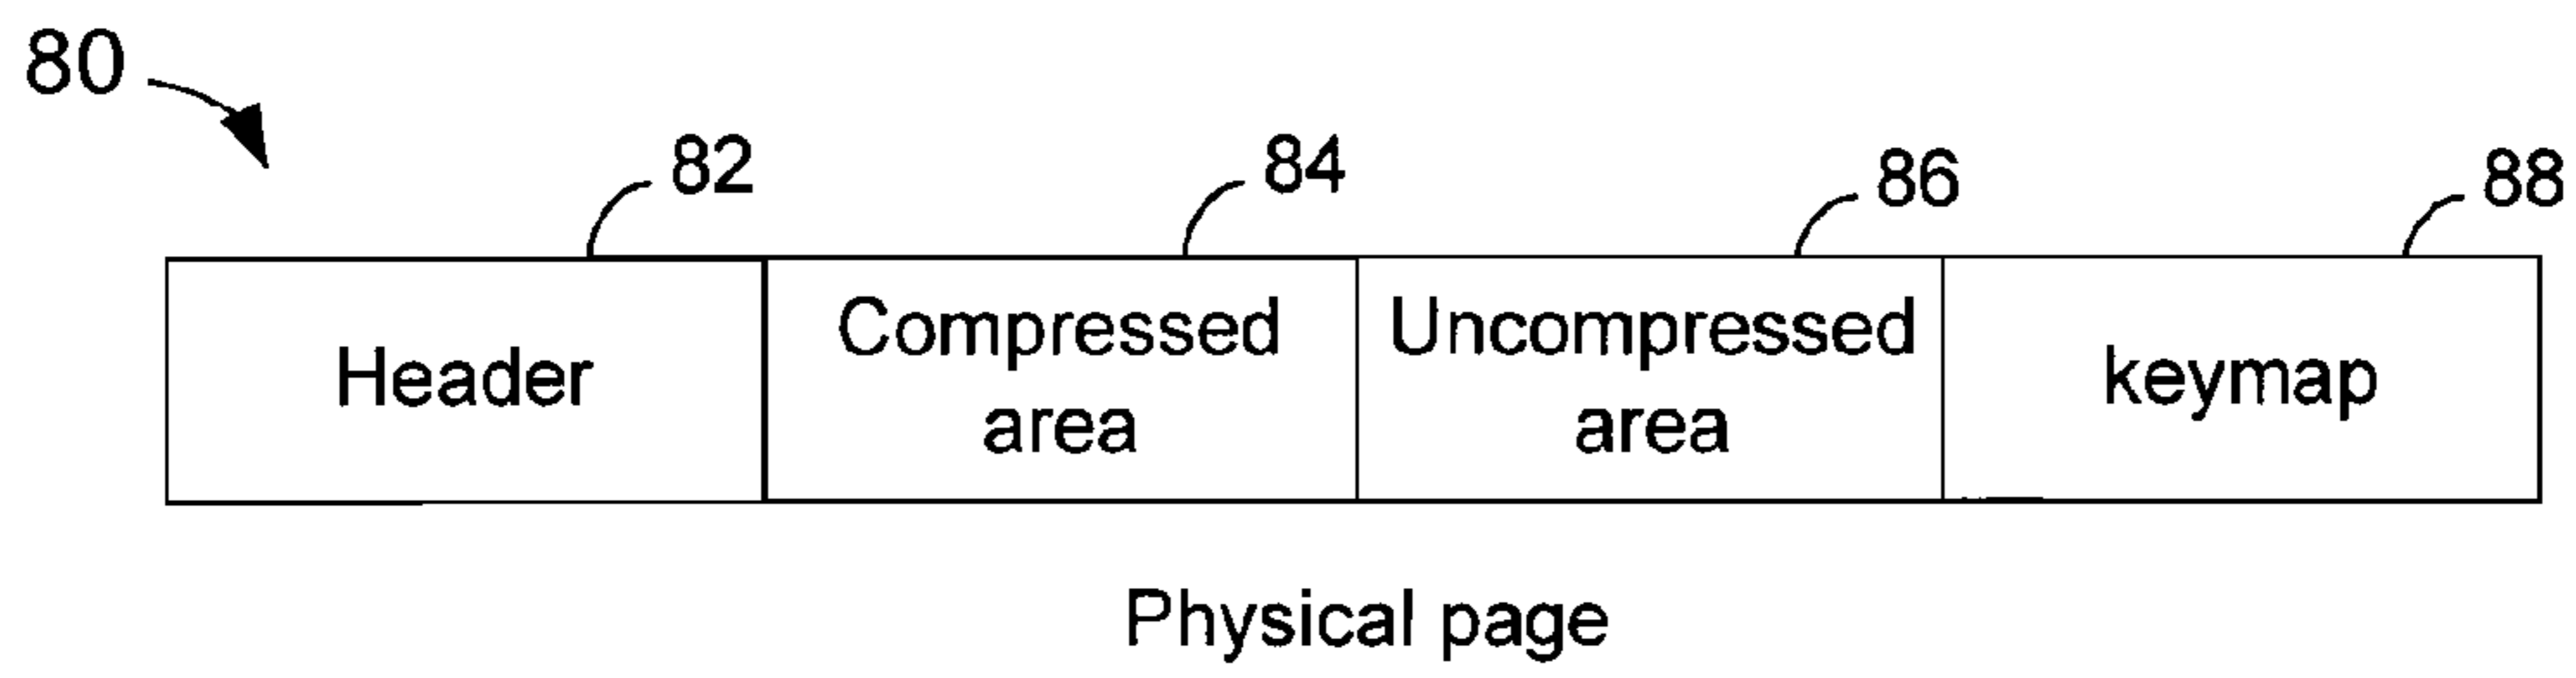 80
82
84
86
88
Header
Compressed
area
Uncompressed
area
keymap
Physical page